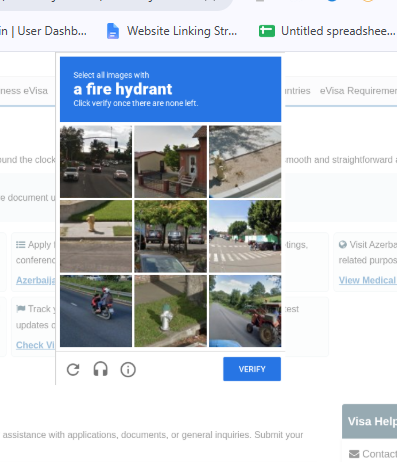 in | User Dashb...
Website Linking Str...
Untitled spreadshee...
ness eVisa
ntries
eVisa Requiremen
Select all images with
a fire hydrant
Click verify once there are none left.
und the clock
mooth and straightforward a
e document u
Apply
tings,
Visit Azerba
conferenc
related purpos
Azerbaija
View Medical
Track
test
updates
Check Vi
VERIFY
assistance with applications, documents, or general inquiries. Submit your
Visa Help
Contact